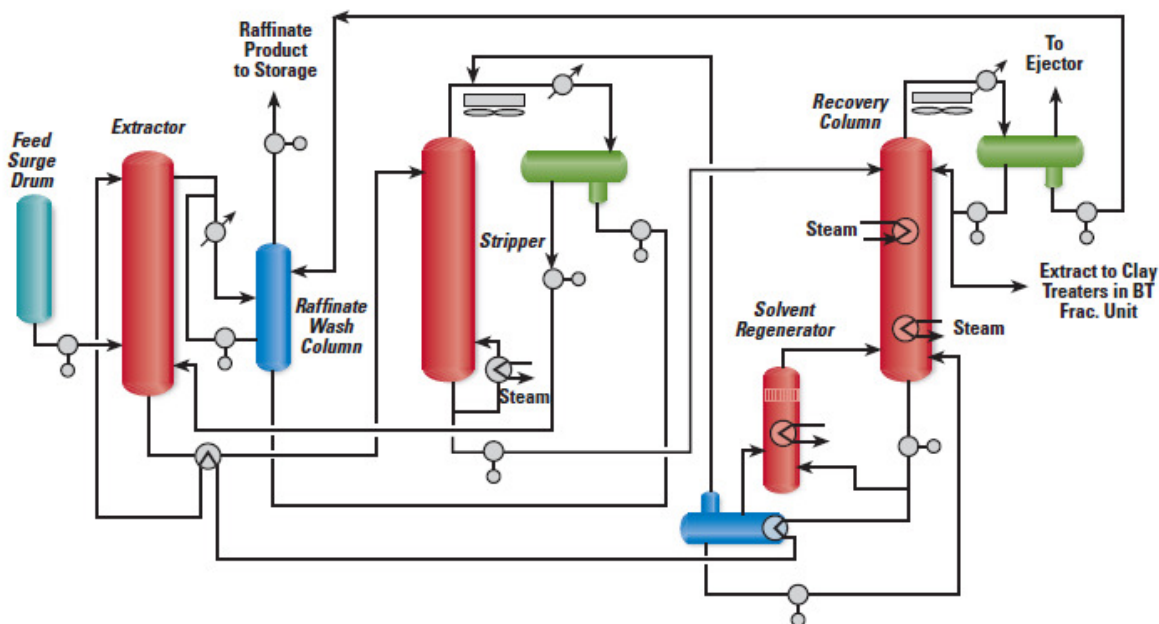 Raffinate
Product
to Storage
To
Ejector
Extractor
Recovery
Column
Feed
Surge
Drum
Stripper
Steam
Raffinate
Wash
Column
Extract to Clay
Treaters in BT
Frac. Unit
Solvent
Regenerator
Steam
Steam